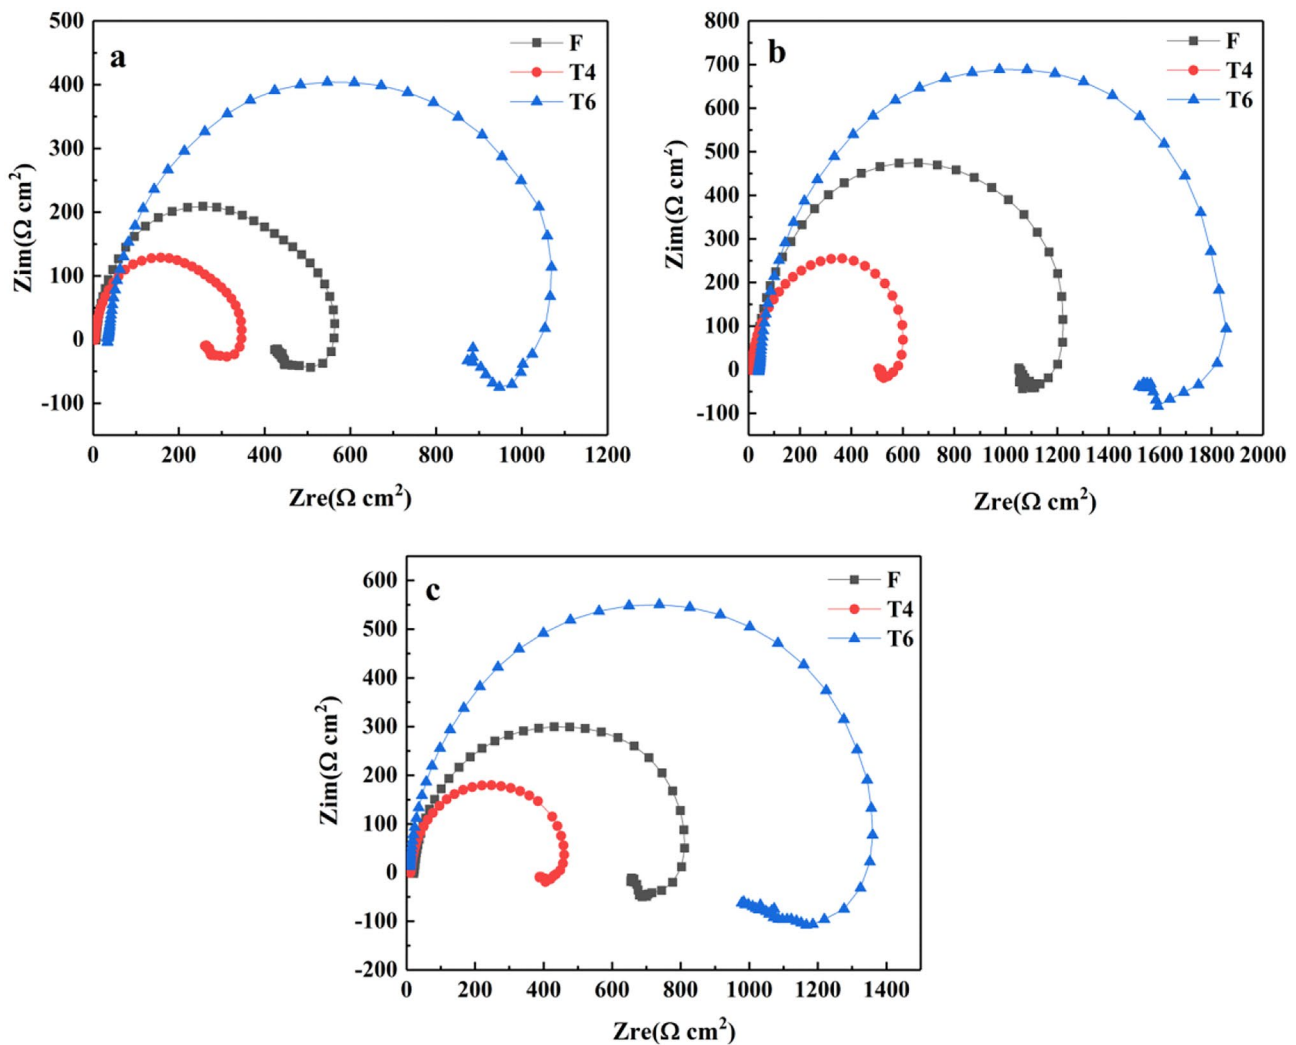 a
F
T4
T6
Zim(Ω cm²)
500
400
300
200
100
0
-100
0 200 400 600 800 1000 1200
Zre(Ω cm²)
b
F
T4
T6
Zim(Ω cm²)
800
700
600
500
400
300
200
100
0
-100
0 200 400 600 800 1000 1200 1400 1600 1800 2000
Zre(Ω cm²)
c
F
T4
T6
Zim(Ω cm²)
600
500
400
300
200
100
0
-100
-200
0 200 400 600 800 1000 1200 1400
Zre(Ω cm²)